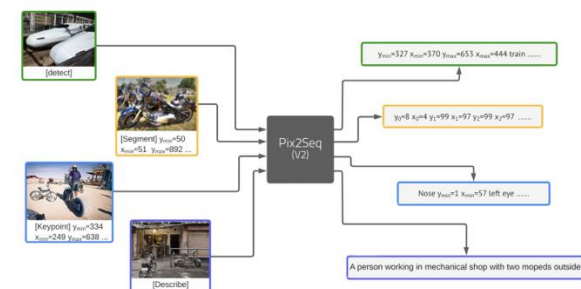 [detect]
[Segment] ymin=50
xmin=51 ymax=892 ...
[Keypoint] ymin=334
xmin=249 ymax=638 ...
[Describe]
Pix2Seq
(V2)
ymin=327 xmin=370 ymax=653 xmax=444 train ......
y0=8 x0=4 y1=99 x1=97 y2=99 x2=97 ......
Nose ymin=1 xmin=57 left eye ......
A person working in mechanical shop with two mopeds outside